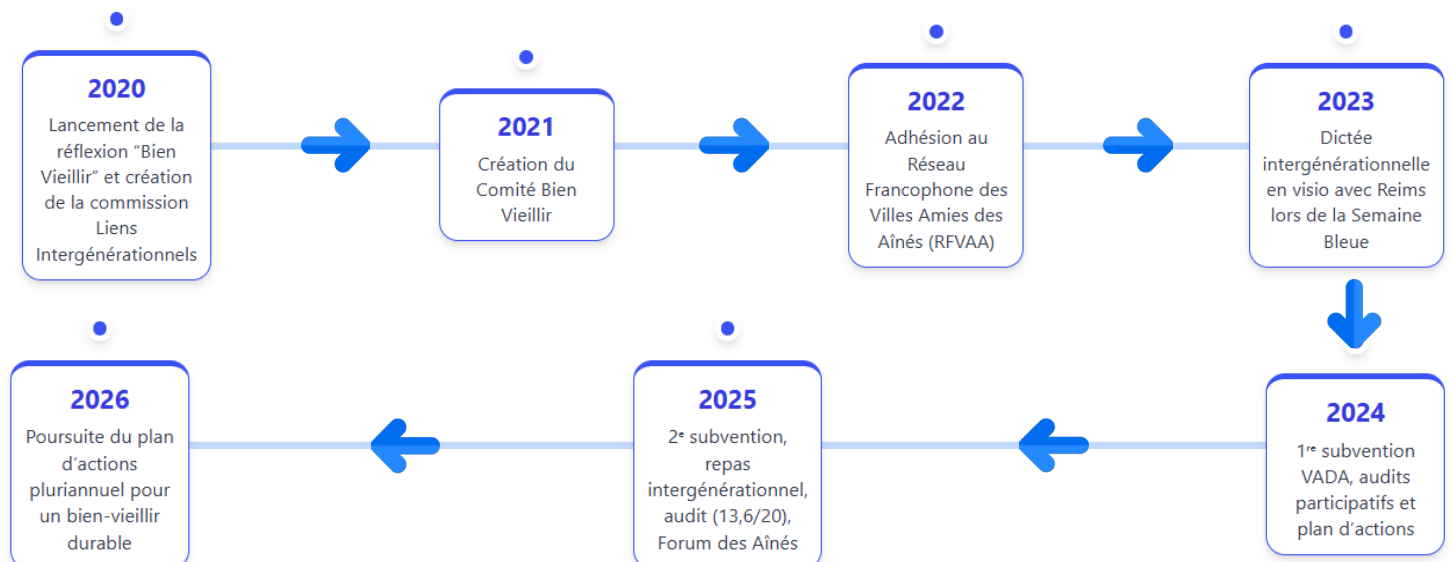 2020
Lancement de la
réflexion “Bien
Vieillir” et création
de la commission
Liens
Intergénérationnels
2021
Création du
Comité Bien
Vieillir
2022
Adhésion au
Réseau
Francophone des
Villes Amies des
Aînés (RFVAA)
2023
Dictée
intergénérationnelle
en visio avec Reims
lors de la Semaine
Bleue
2024
1ʳᵉ subvention
VADA, audits
participatifs et
plan d’actions
2025
2ᵉ subvention,
repas
intergénérationnel,
audit (13,6/20),
Forum des Aînés
2026
Poursuite du plan
d’actions
pluriannuel pour
un bien-vieillir
durable